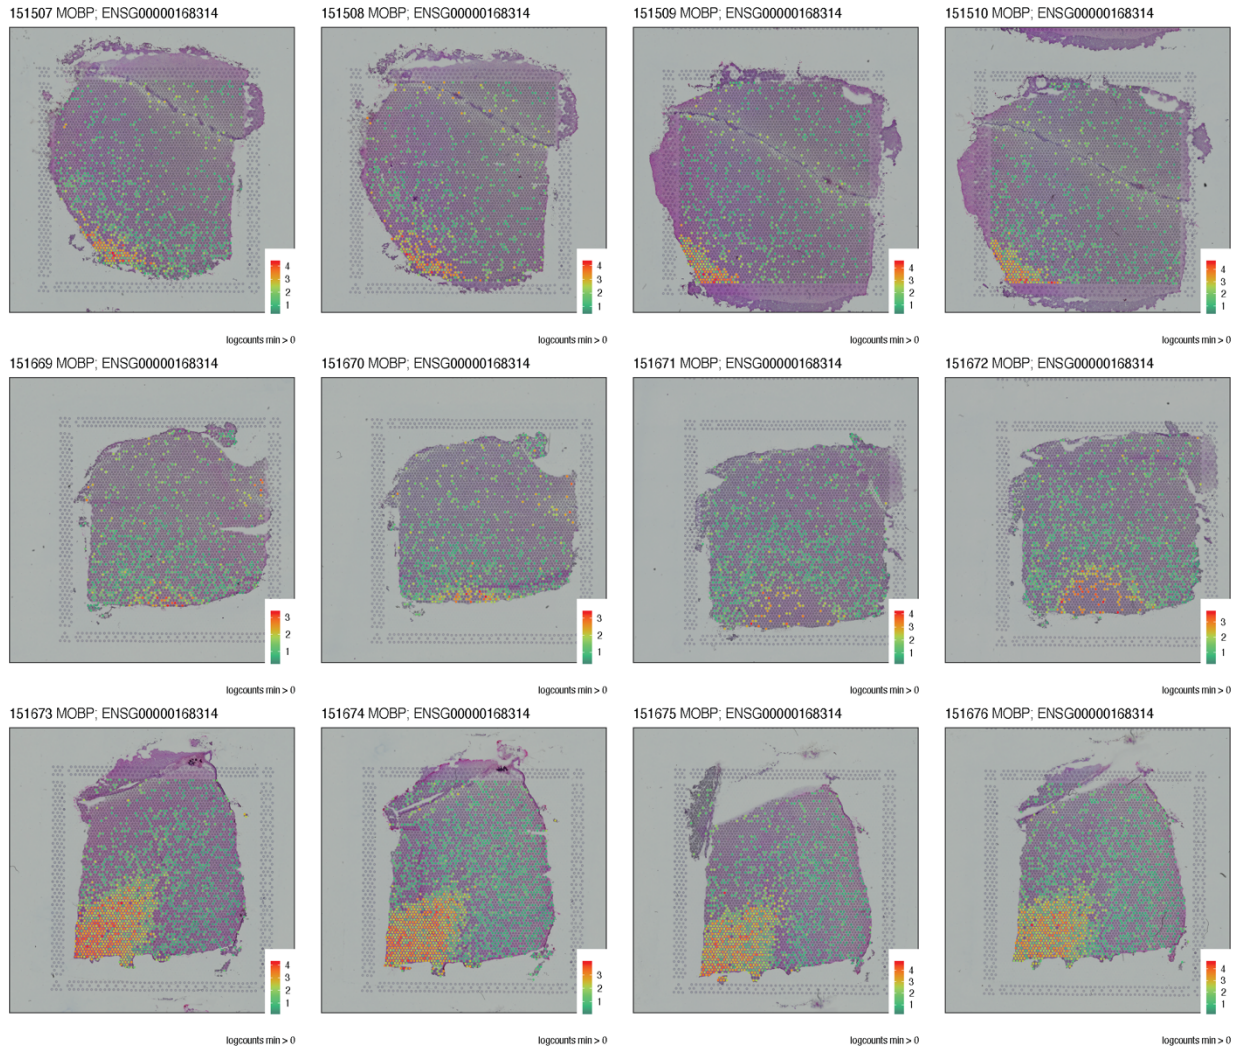 151507 MOBP; ENSG00000168314
151508 MOBP; ENSG00000168314
151509 MOBP; ENSG00000168314
151510 MOBP; ENSG00000168314
4
3
2
1
4
3
2
1
4
3
2
1
4
3
2
1
logcounts min > 0
logcounts min > 0
logcounts min > 0
logcounts min > 0
151669 MOBP; ENSG00000168314
151670 MOBP; ENSG00000168314
151671 MOBP; ENSG00000168314
151672 MOBP; ENSG00000168314
3
2
1
3
2
1
4
3
2
1
3
2
1
logcounts min > 0
logcounts min > 0
logcounts min > 0
logcounts min > 0
151673 MOBP; ENSG00000168314
151674 MOBP; ENSG00000168314
151675 MOBP; ENSG00000168314
151676 MOBP; ENSG00000168314
4
3
2
1
3
2
1
4
3
2
1
4
3
2
1
logcounts min > 0
logcounts min > 0
logcounts min > 0
logcounts min > 0